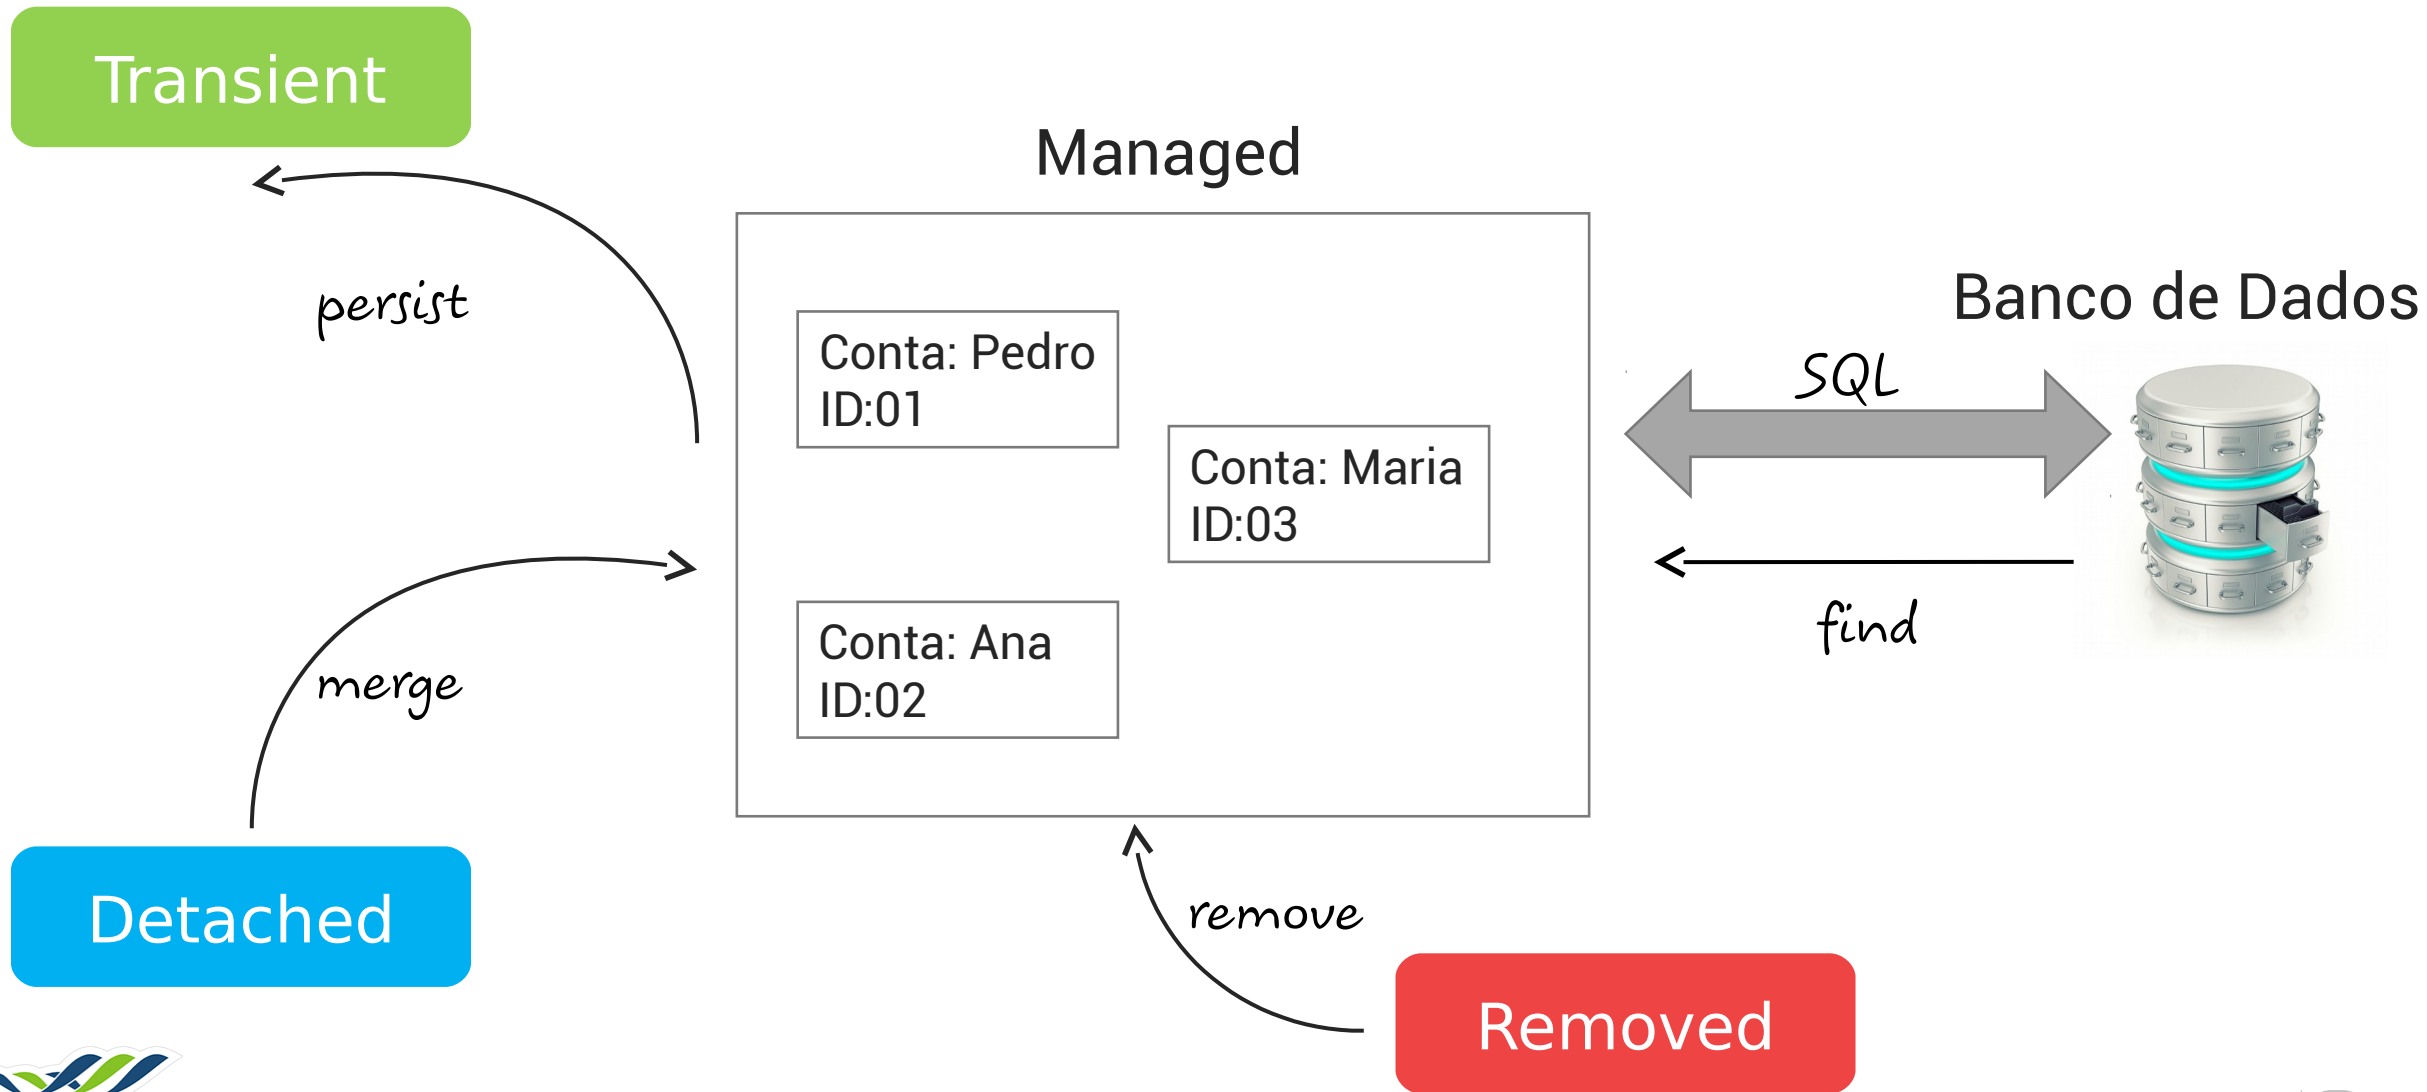 Transient
Managed
persist
Banco de Dados
Conta: Pedro
ID:01
SQL
Conta: Maria
ID:03
find
Conta: Ana
ID:02
merge
Detached
remove
Removed